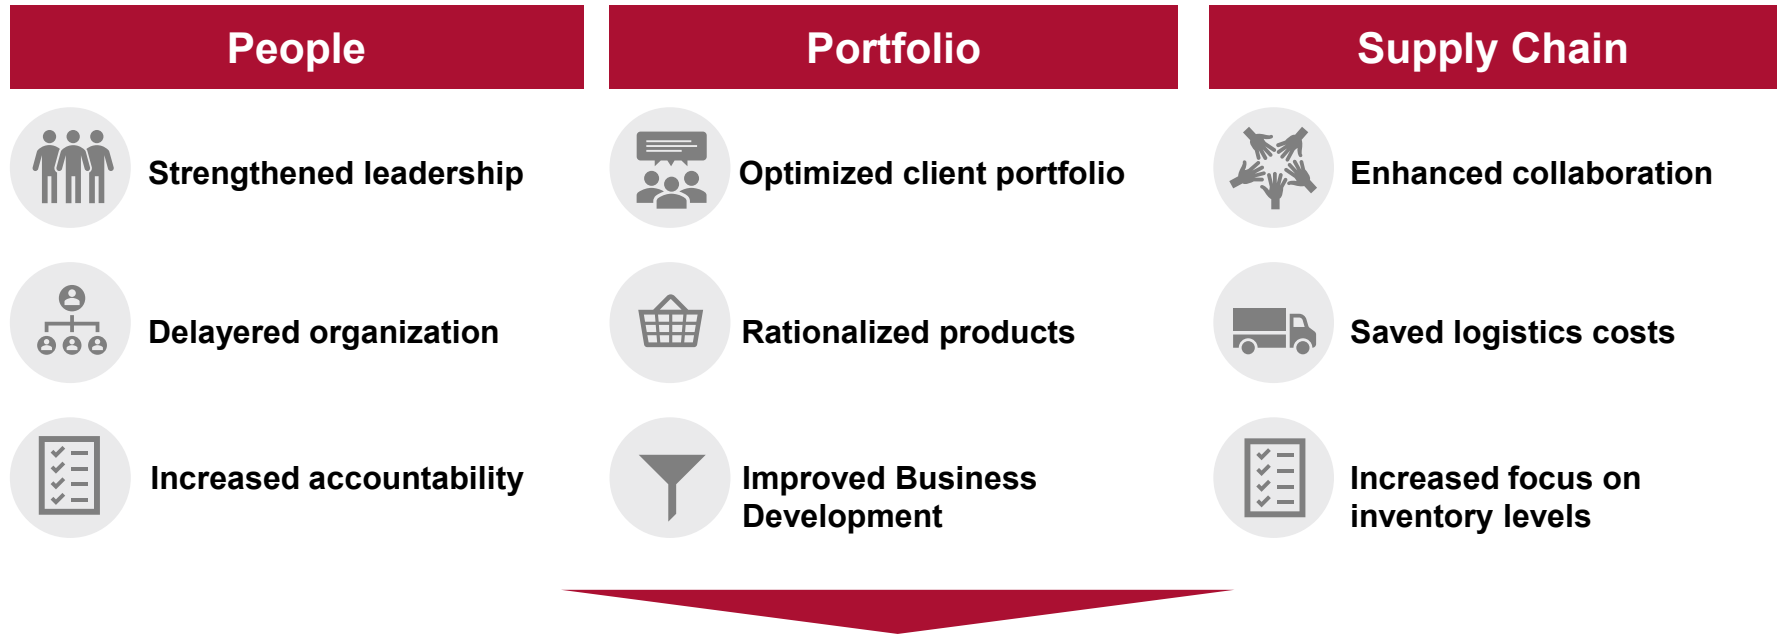 People
Strengthened leadership
Delayered organization
Increased accountability
Portfolio
Optimized client portfolio
Rationalized products
Improved Business
Development
Supply Chain
Enhanced collaboration
Saved logistics costs
Increased focus on
inventory levels